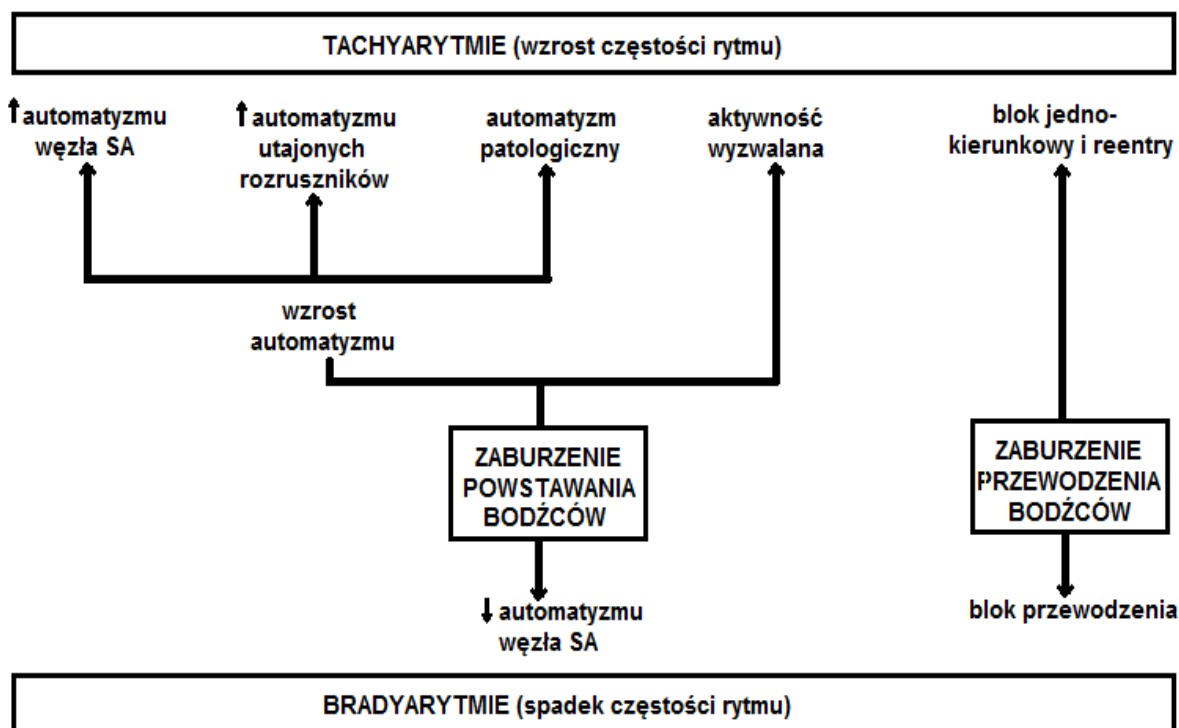 TACHYARYTMIE (wzrost częstości rytmu)
↑ automatyzmu
węzła SA
↑ automatyzmu
utajonych
rozruszników
automatyzm
patologiczny
aktywność
wyzwalana
blok jedno-
kierunkowy i reentry
wzrost
automatyzmu
ZABURZENIE
POWSTAWANIA
BODŹCÓW
ZABURZENIE
PRZEWODZENIA
BODŹCÓW
↓ automatyzmu
węzła SA
blok przewodzenia
BRADYARYTMIE (spadek częstości rytmu)